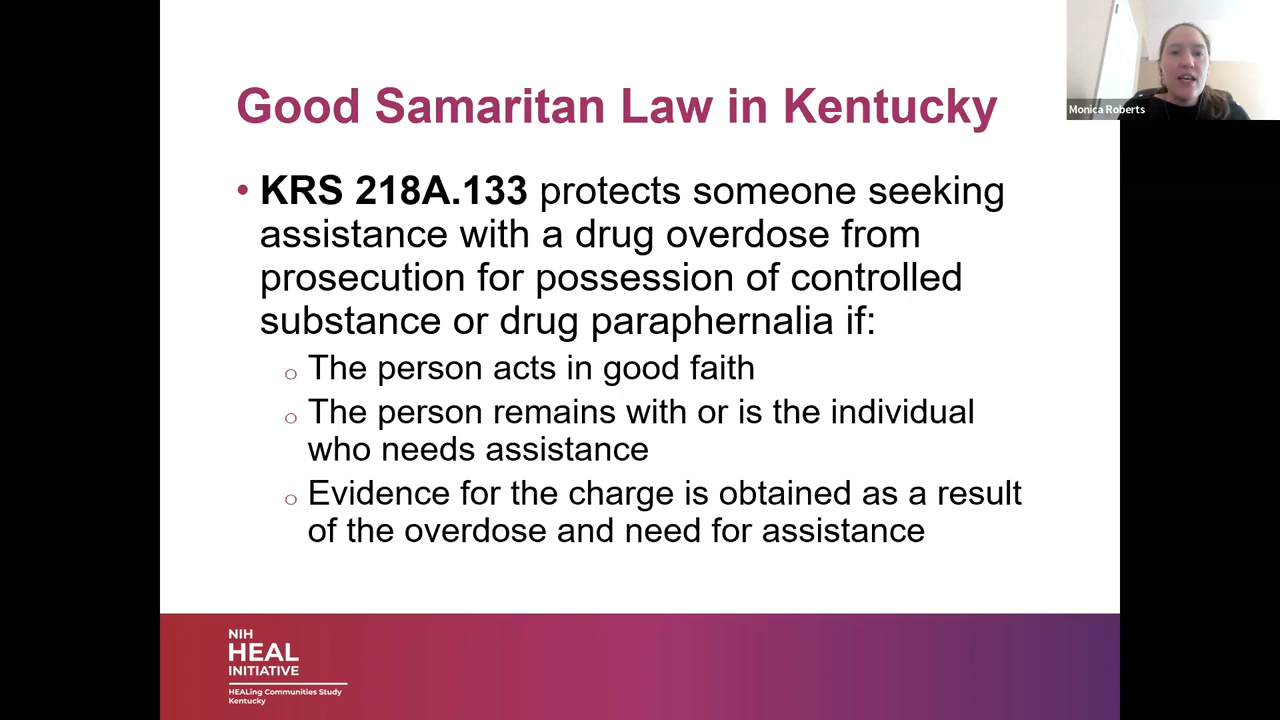 Good Samaritan Law in Kentucky
Monica Roberts
• KRS 218A.133 protects someone seeking
assistance with a drug overdose from
prosecution for possession of controlled
substance or drug paraphernalia if:
o The person acts in good faith
o The person remains with or is the individual
who needs assistance
o Evidence for the charge is obtained as a result
of the overdose and need for assistance
NIH
HEAL
INITIATIVE
HEALing Communities Study
Kentucky